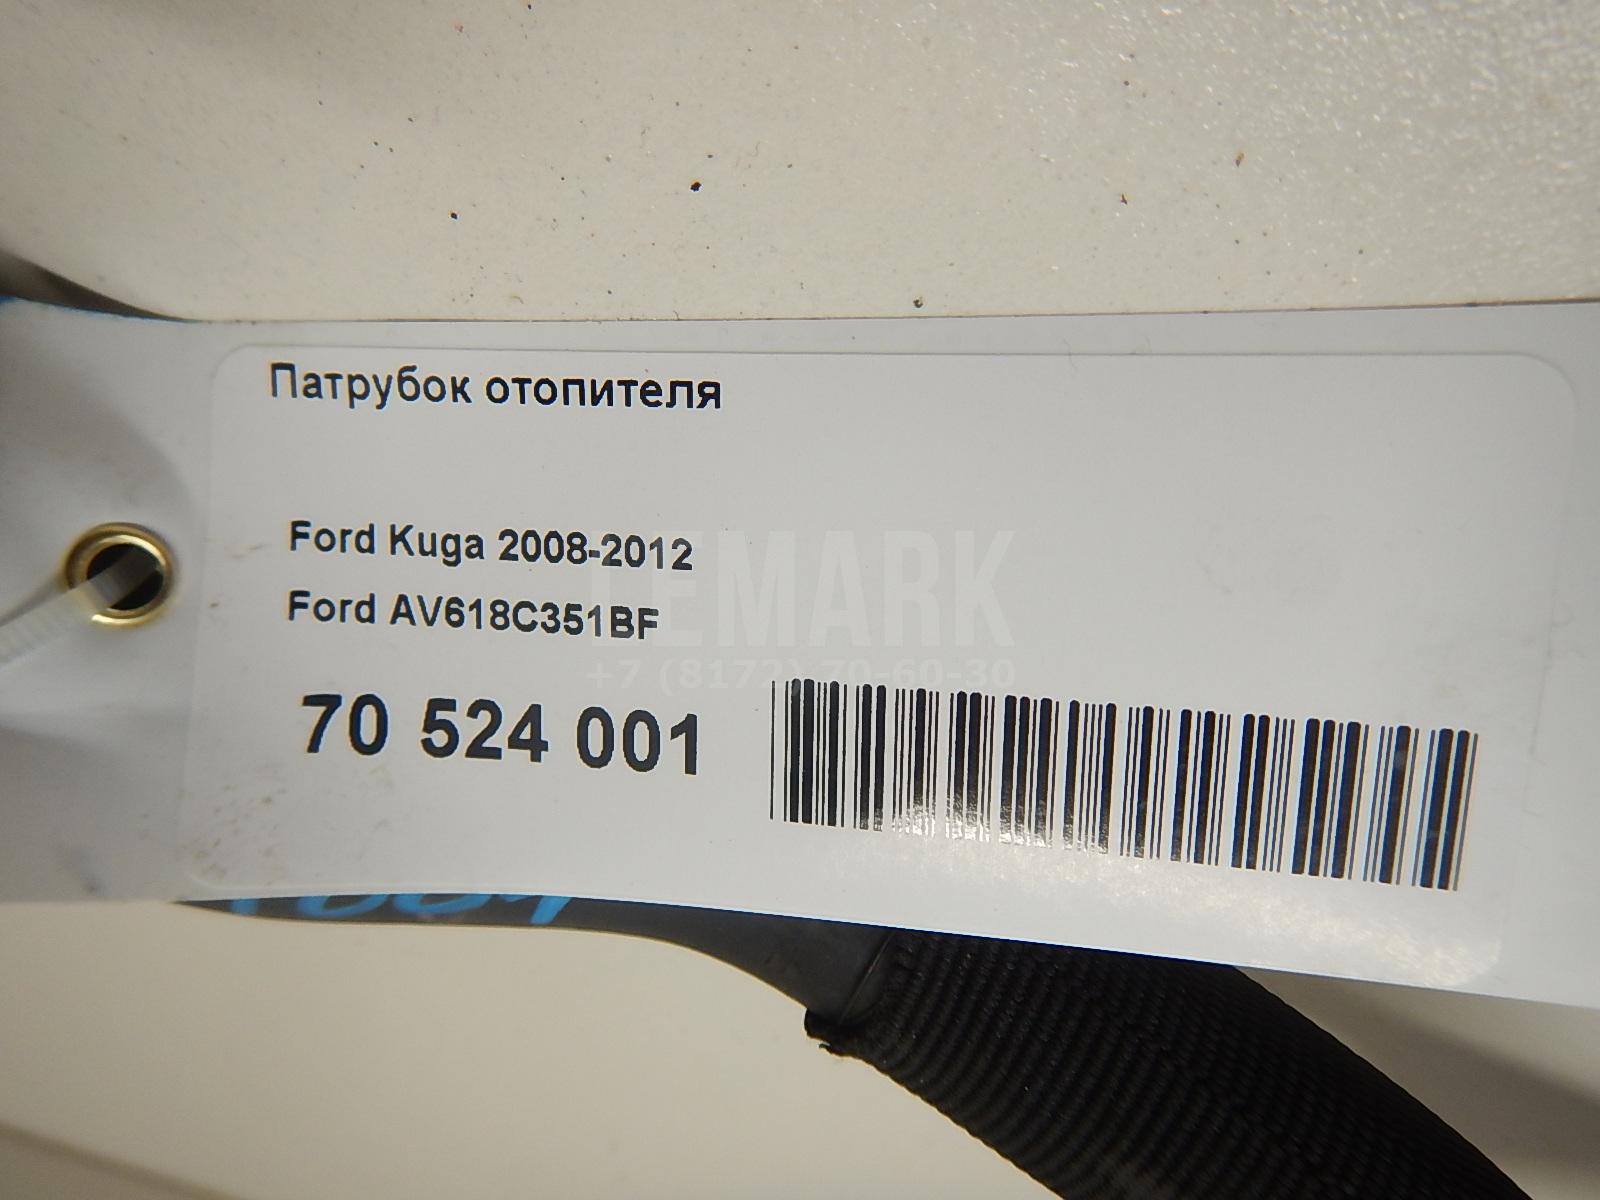 Патрубок отопителя
Ford Kuga 2008-2012
Ford AV618C351BF
70 524 001
LEMARK
+7 (8172) 70-60-30